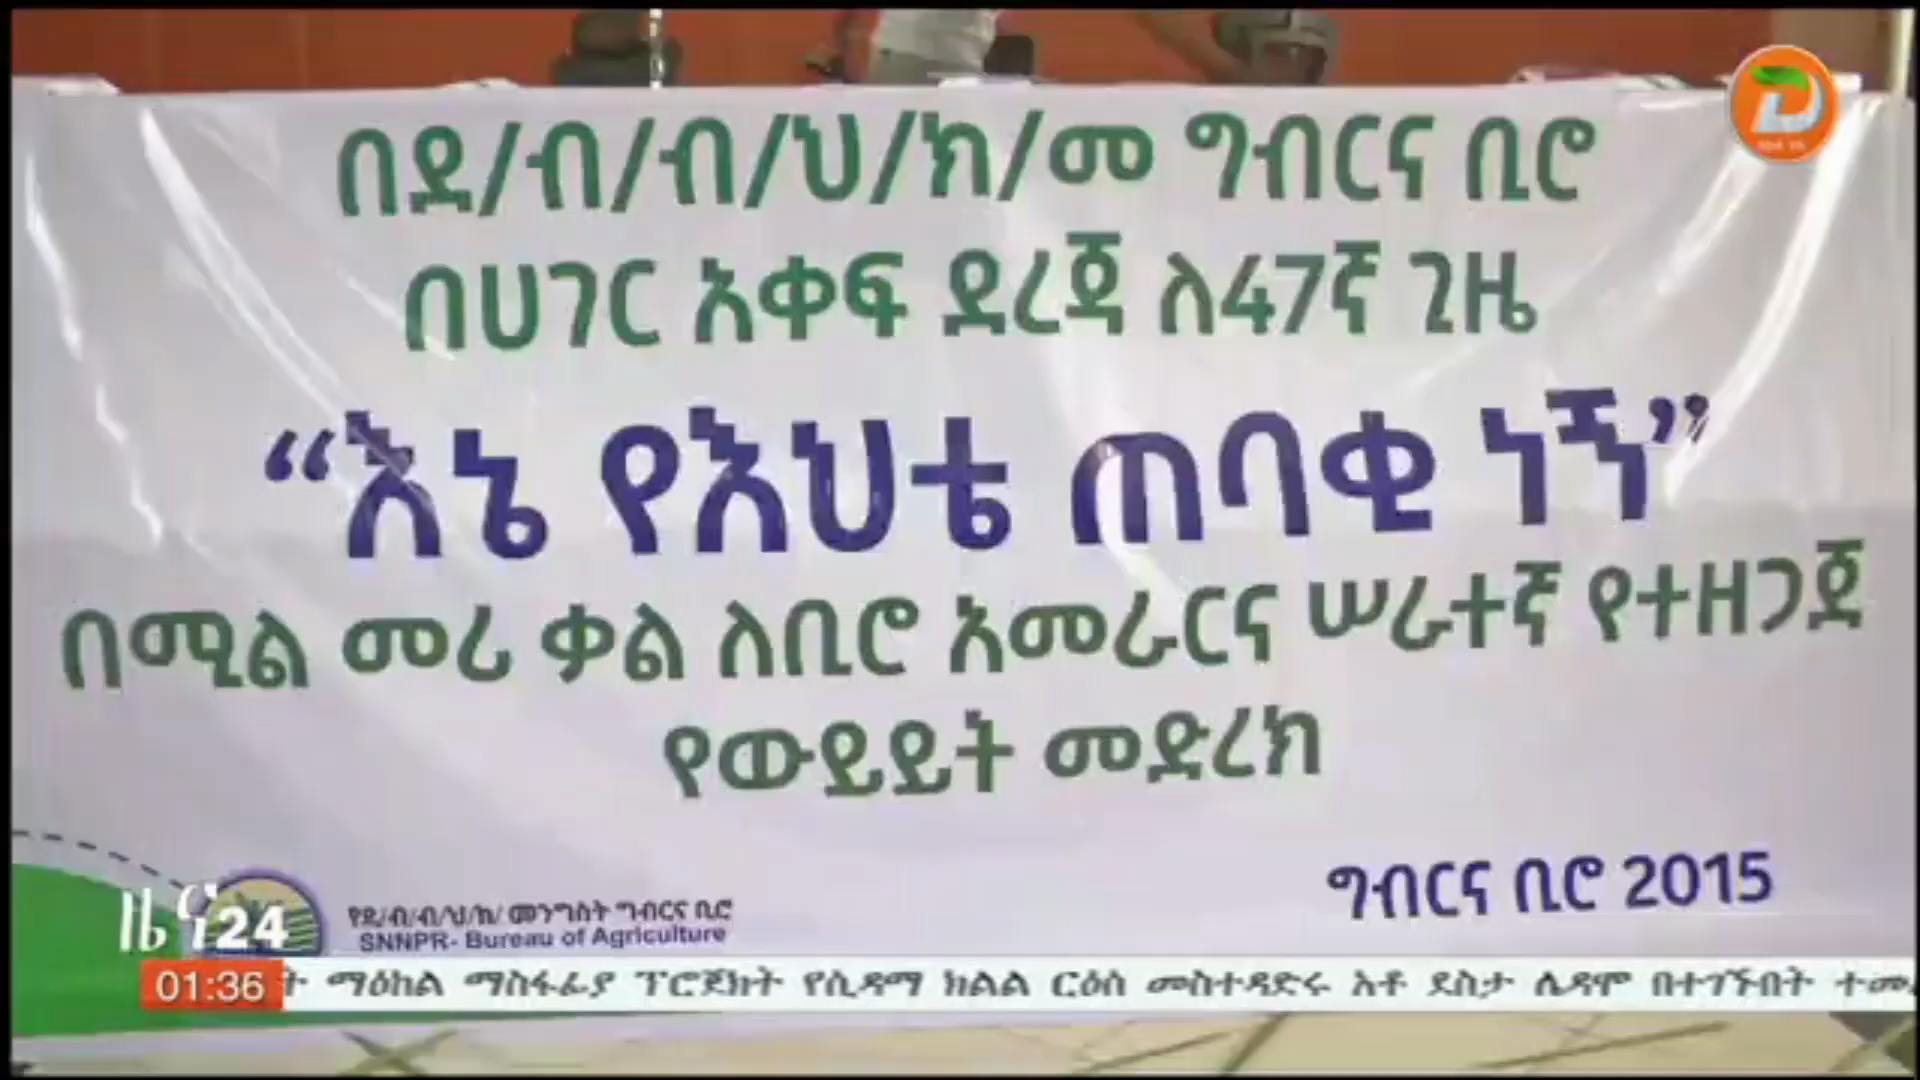 በደ/ብ/ብ/ህ/ክ/መ ግብርና ቢሮ
በሀገር አቀፍ ደረጃ ለ47ኛ ጊዜ
“እኔ የእህቴ ጠባቂ ነኝ”
በሚል መሪ ቃል ለቢሮ አመራርና ሠራተኛ የተዘጋጀ
የውይይት መድረክ
ግብርና ቢሮ 2015
የደ/ብ/ብ/ህ/ክ/ መንግስት ግብርና ቢሮ
SNNPR- Bureau of Agriculture
ዜና24
01:36 ት ማዕከል ማስፋፊያ ፕሮጀክት የሲዳማ ክልል ርዕሰ መስተዳድሩ አቶ ደስታ ሌዳሞ በተገኙበት ተመ